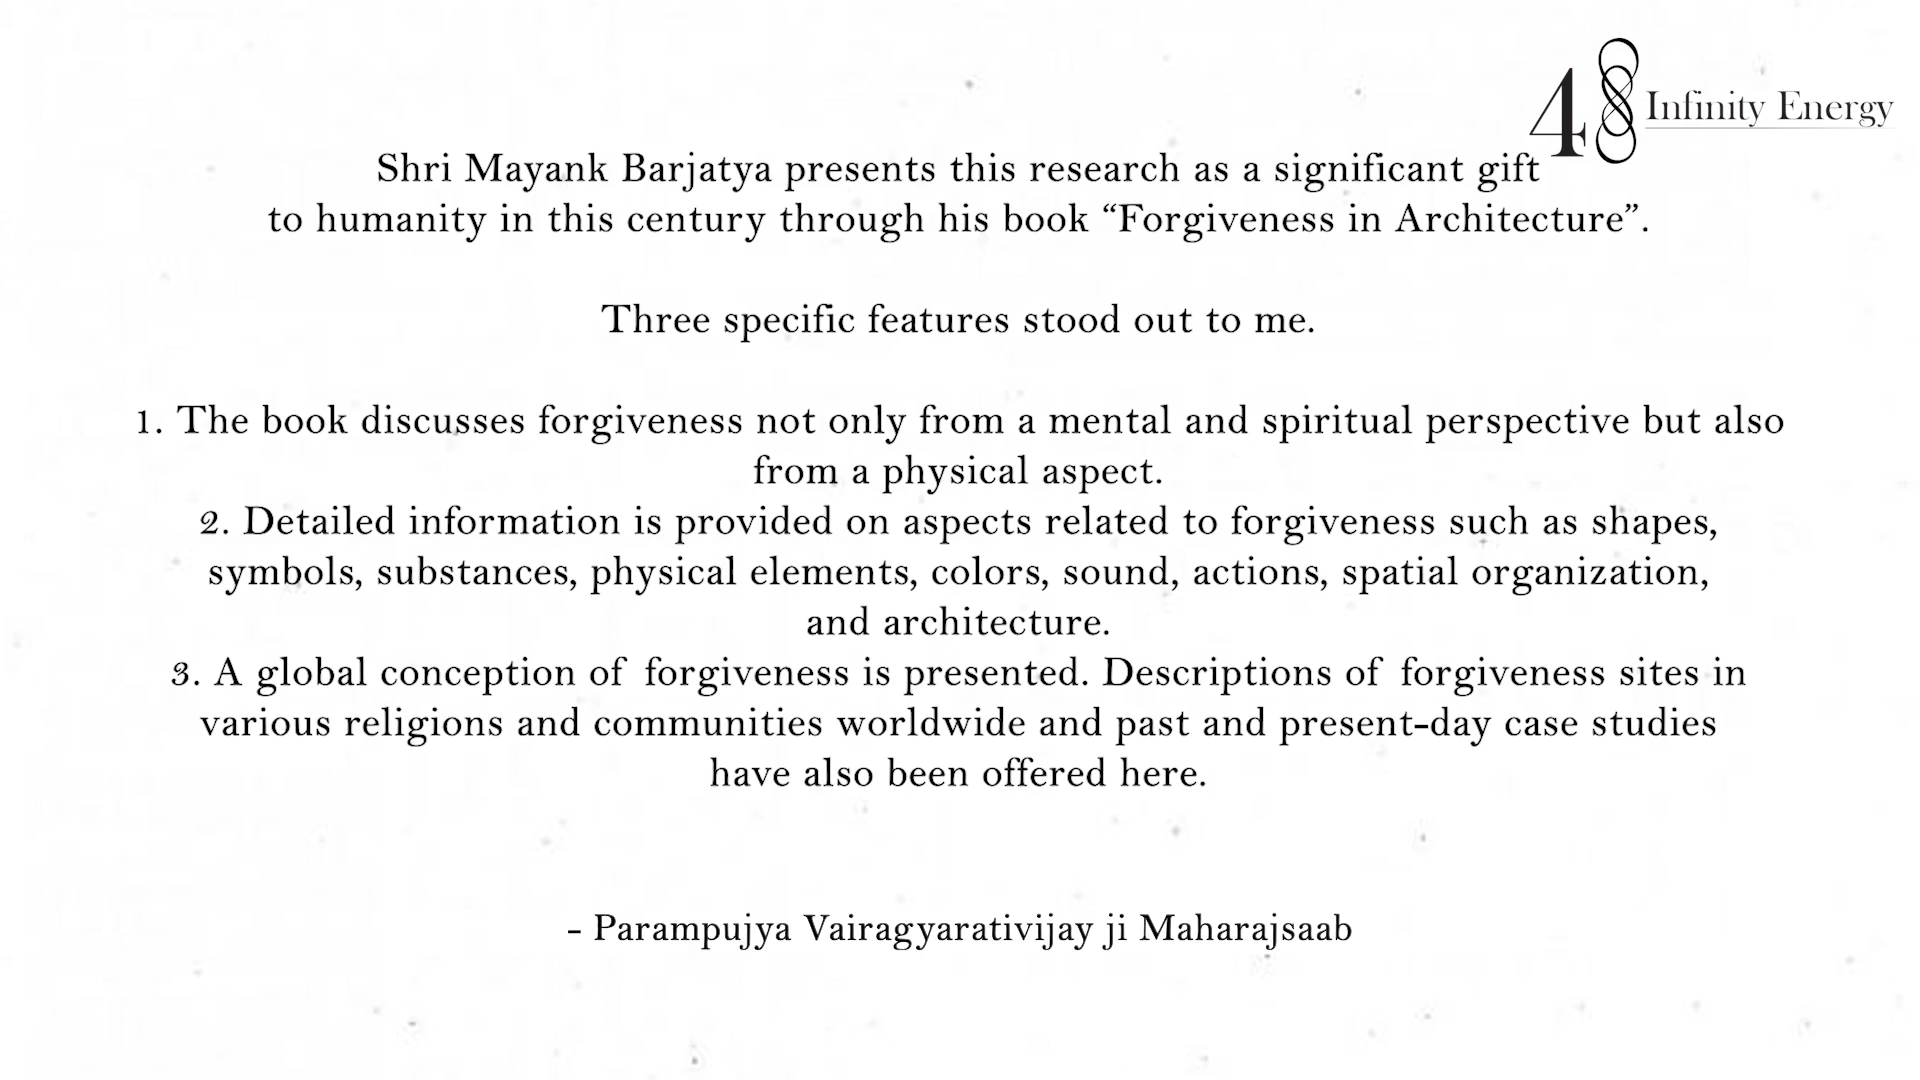 48 Infinity Energy
Shri Mayank Barjatya presents this research as a significant gift
to humanity in this century through his book “Forgiveness in Architecture”.
Three specific features stood out to me.
1. The book discusses forgiveness not only from a mental and spiritual perspective but also
from a physical aspect.
2. Detailed information is provided on aspects related to forgiveness such as shapes,
symbols, substances, physical elements, colors, sound, actions, spatial organization,
and architecture.
3. A global conception of forgiveness is presented. Descriptions of forgiveness sites in
various religions and communities worldwide and past and present-day case studies
have also been offered here.
- Parampujya Vairagyarativijay ji Maharajsaab